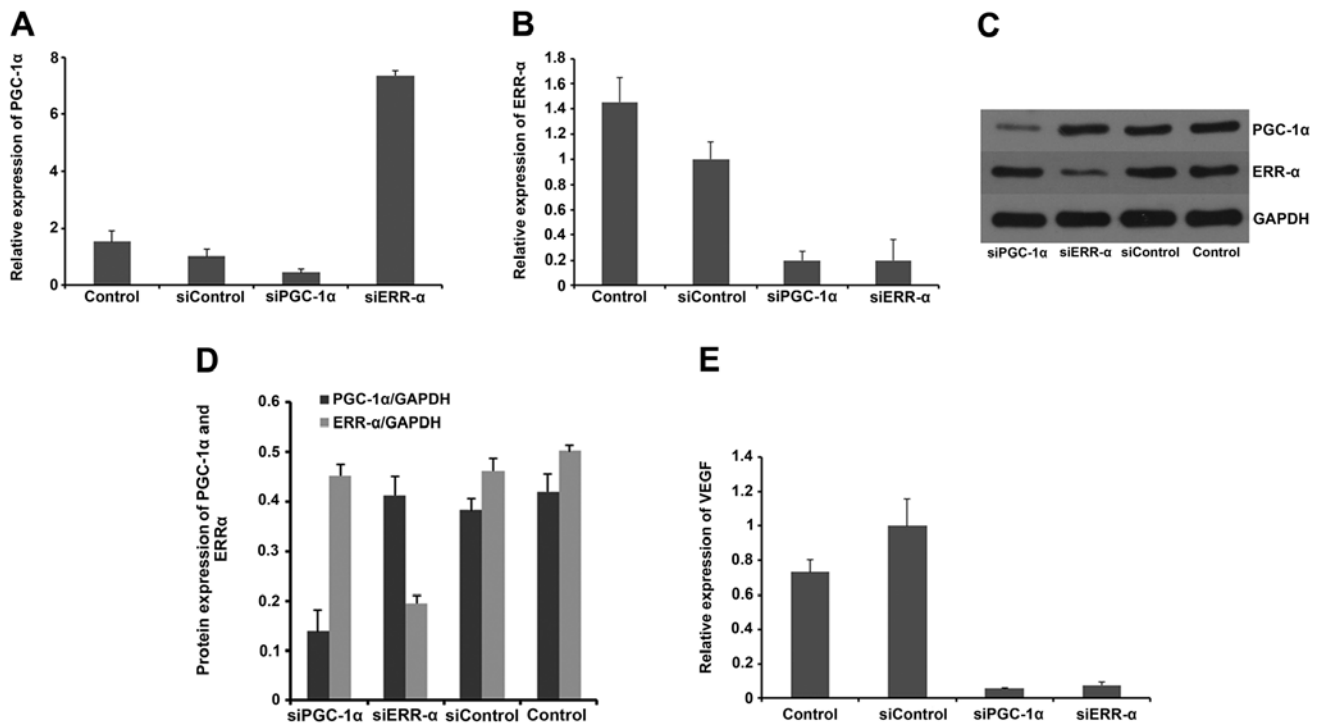 A
Relative expression of PGC-1α
8
6
4
2
0
Control siControl siPGC-1α siERR-α
B
Relative expression of ERR-α
1.8
1.6
1.4
1.2
1
0.8
0.6
0.4
0.2
0
Control siControl siPGC-1α siERR-α
C
PGC-1α
ERR-α
GAPDH
siPGC-1α siERR-α siControl Control
D
Protein expression of PGC-1α and
ERRα
PGC-1α/GAPDH
ERR-α/GAPDH
0.6
0.5
0.4
0.3
0.2
0.1
0
siPGC-1α siERR-α siControl Control
E
Relative expression of VEGF
1.4
1.2
1
0.8
0.6
0.4
0.2
0
Control siControl siPGC-1α siERR-α